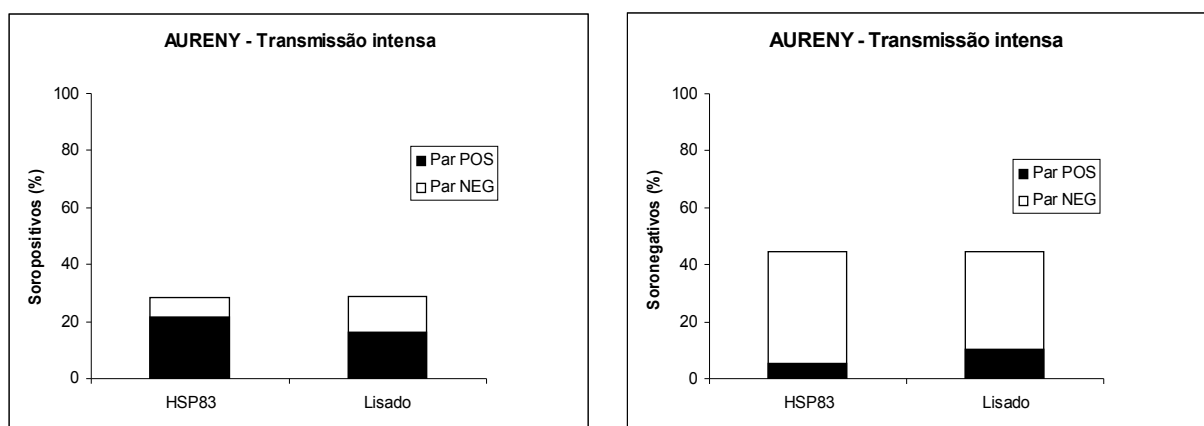 AURENY - Transmissão intensa
100
80
60
40
20
0
Soropositivos (%)
Par POS
Par NEG
HSP83
Lisado
AURENY - Transmissão intensa
100
80
60
40
20
0
Soronegativos (%)
Par POS
Par NEG
HSP83
Lisado